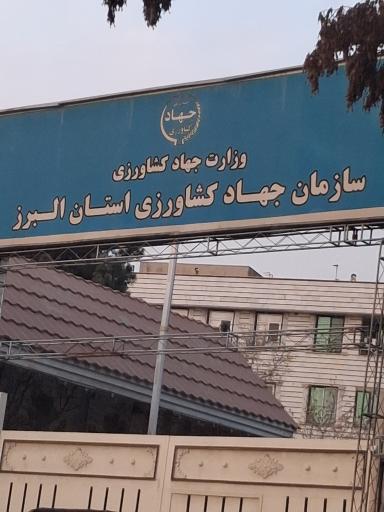 جهاد
کشاورزی
وزارت جهاد کشاورزی
سازمان جهاد کشاورزی استان البرز